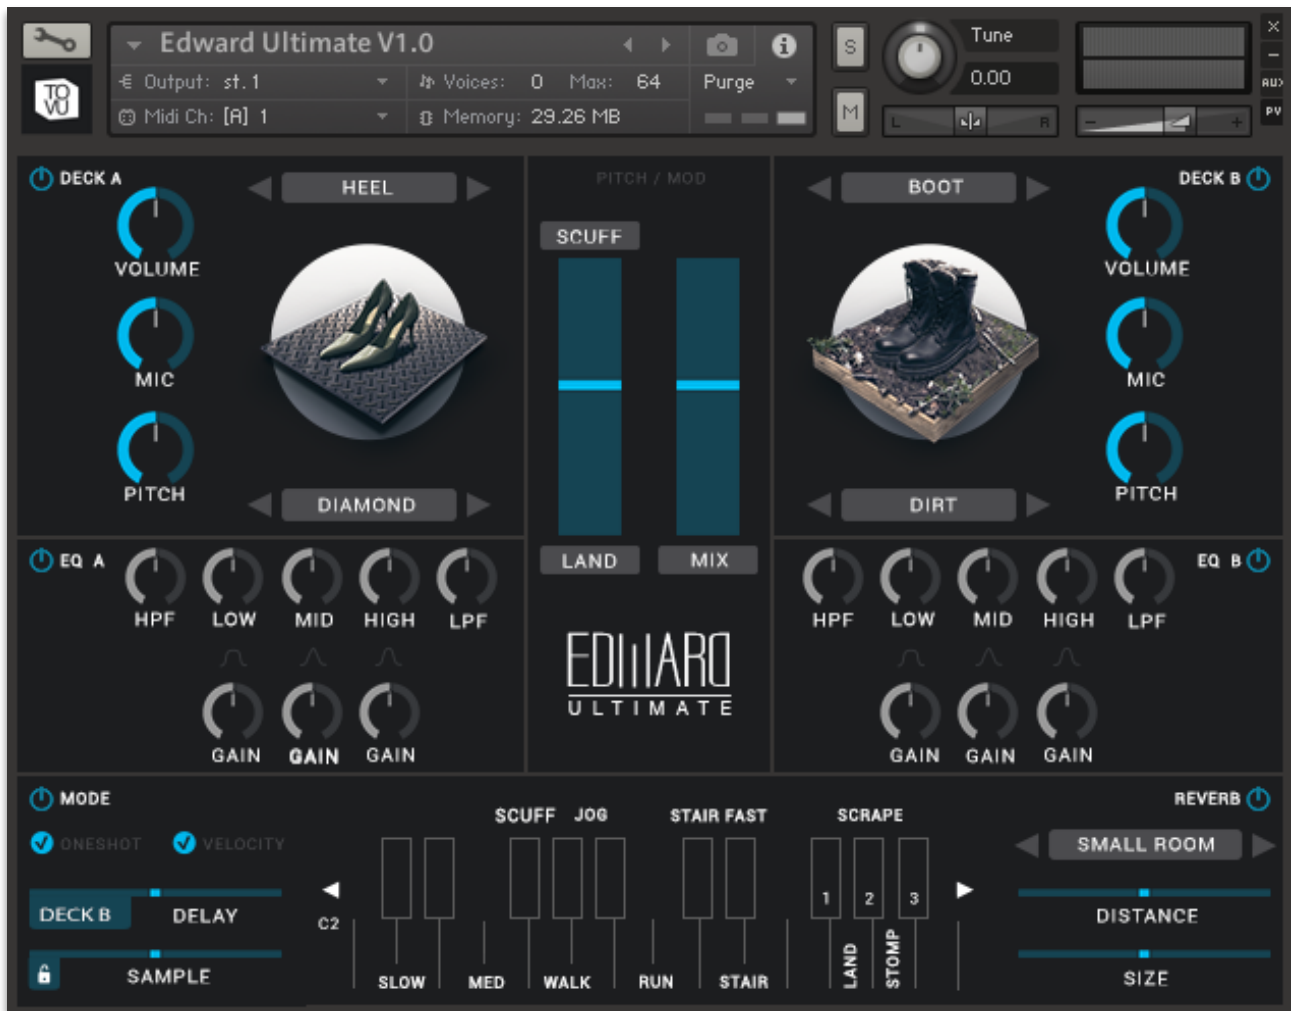 Edward Ultimate V1.0
S
Tune
X
Output: st. 1
Voices: 0 Max: 64
Purge
0.00
AUX
TOVU
Midi Ch: [A] 1
Memory: 29.26 MB
M
L
R
-
+
PV
DECK A
HEEL
PITCH / MOD
BOOT
DECK B
SCUFF
VOLUME
VOLUME
MIC
MIC
PITCH
PITCH
DIAMOND
DIRT
LAND
MIX
EQ A
EQ B
HPF
LOW
MID
HIGH
LPF
HPF
LOW
MID
HIGH
LPF
EDWARD
ULTIMATE
GAIN
GAIN
GAIN
GAIN
GAIN
GAIN
MODE
REVERB
SCUFF
JOG
STAIR FAST
SCRAPE
ONESHOT
VELOCITY
SMALL ROOM
1
2
3
DECK B
DELAY
C2
DISTANCE
LAND
STOMP
SAMPLE
SLOW
MED
WALK
RUN
STAIR
SIZE